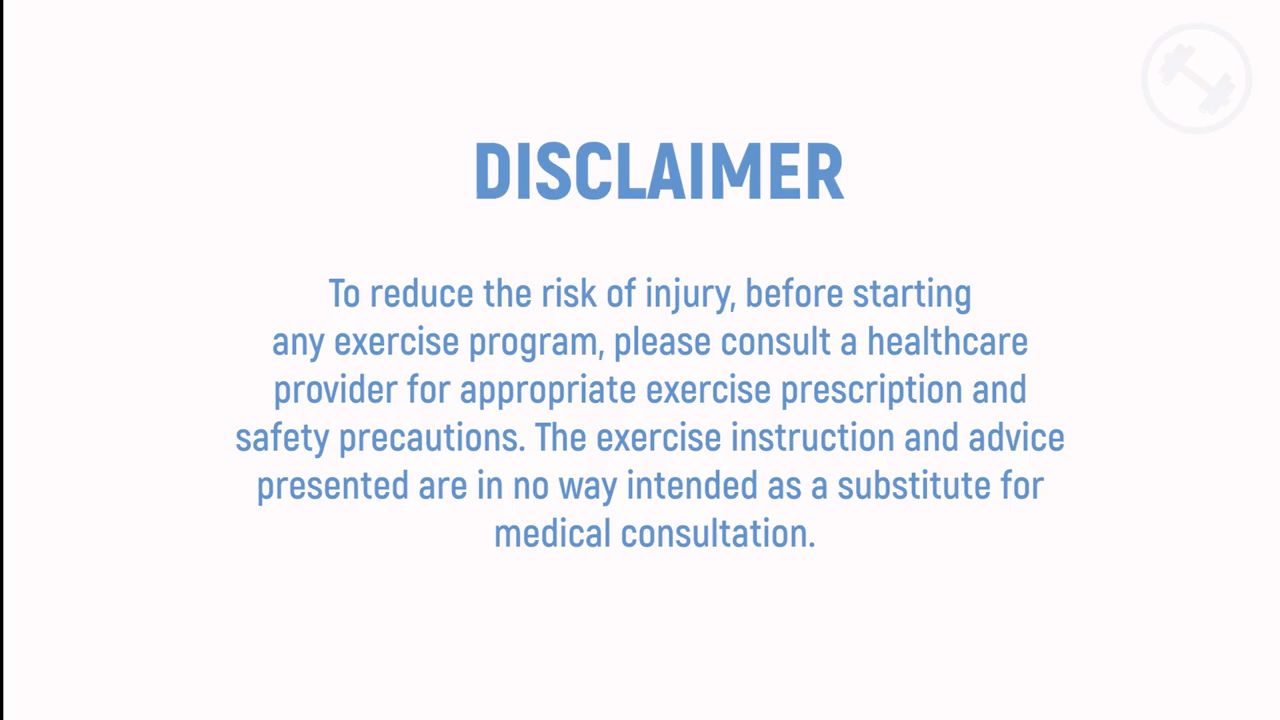 DISCLAIMER
To reduce the risk of injury, before starting
any exercise program, please consult a healthcare
provider for appropriate exercise prescription and
safety precautions. The exercise instruction and advice
presented are in no way intended as a substitute for
medical consultation.